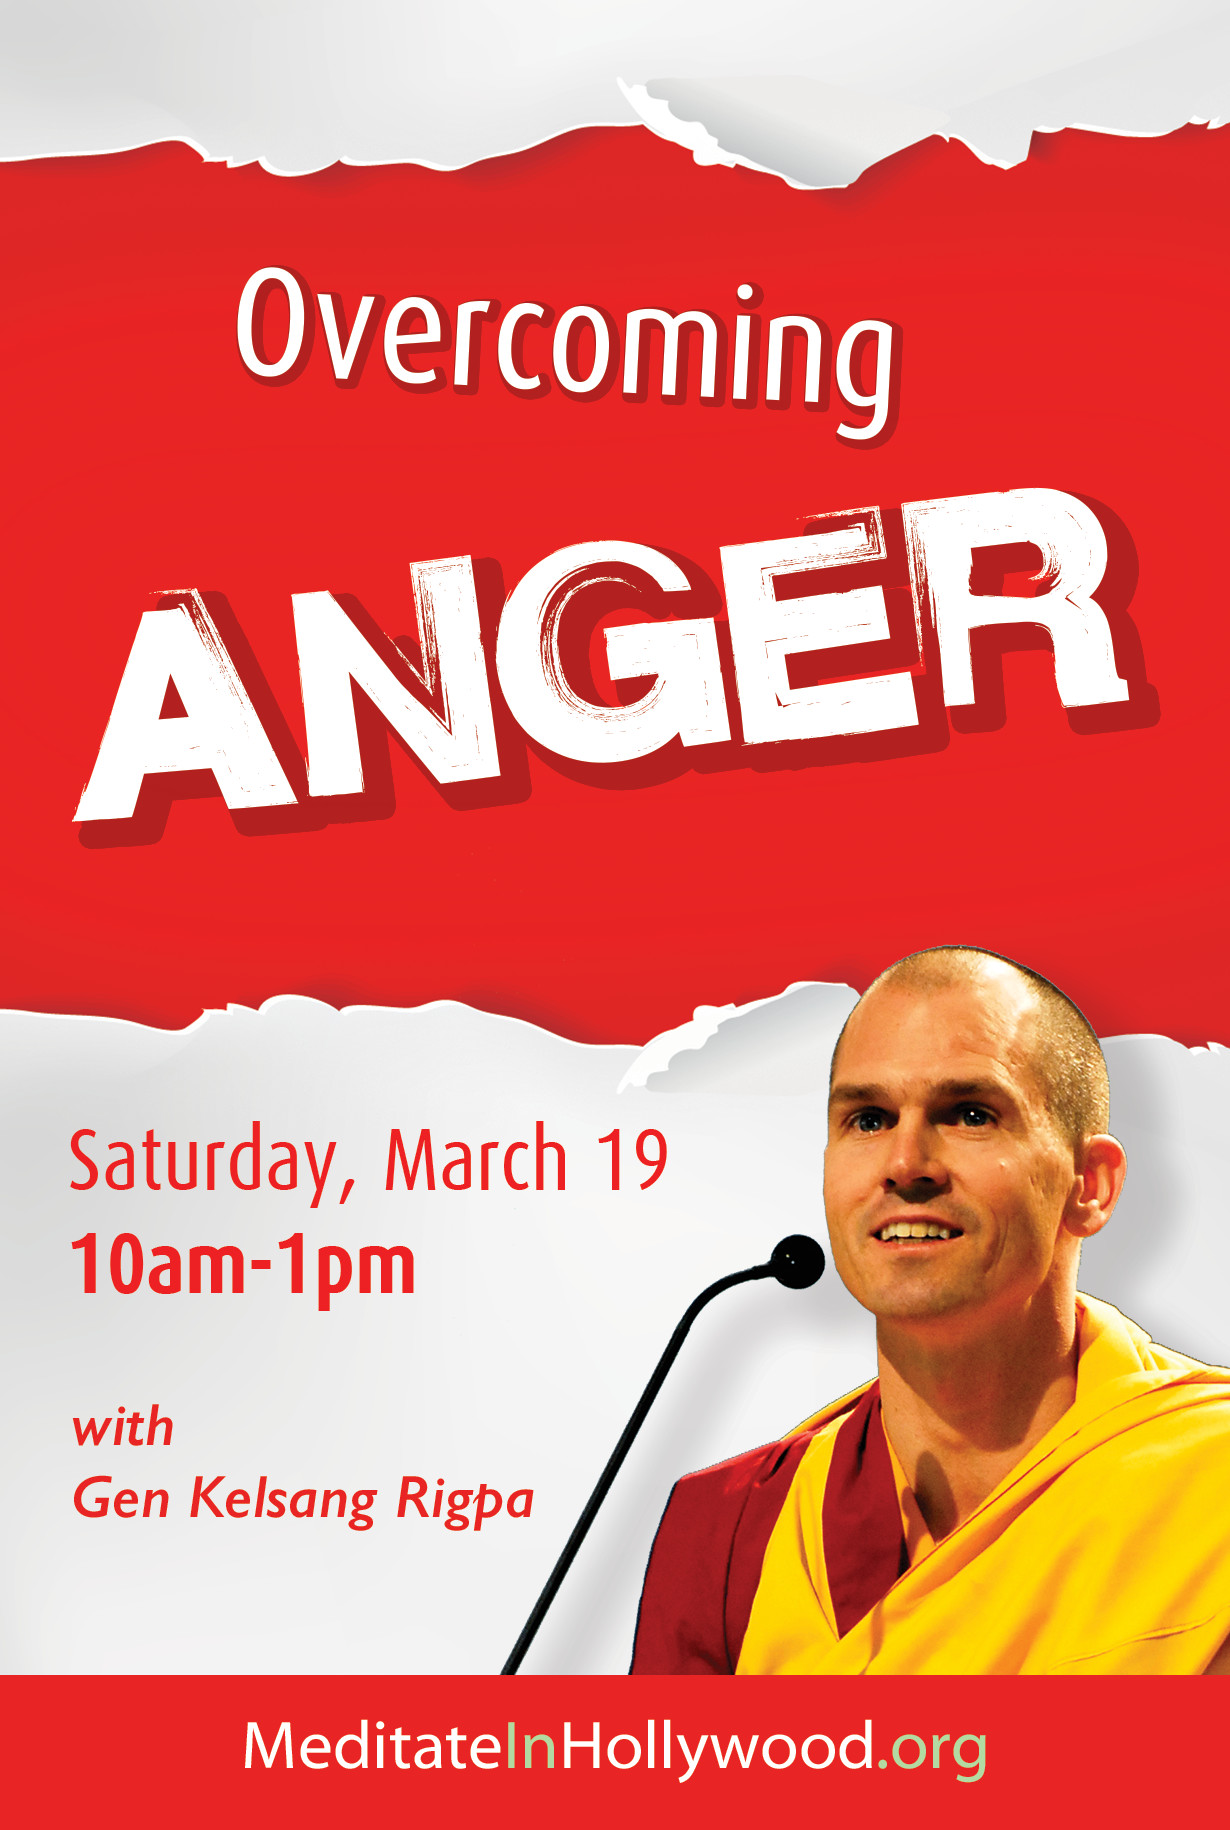 Overcoming
ANGER
Saturday, March 19
10am-1pm
with
Gen Kelsang Rigpa
MeditateInHollywood.org